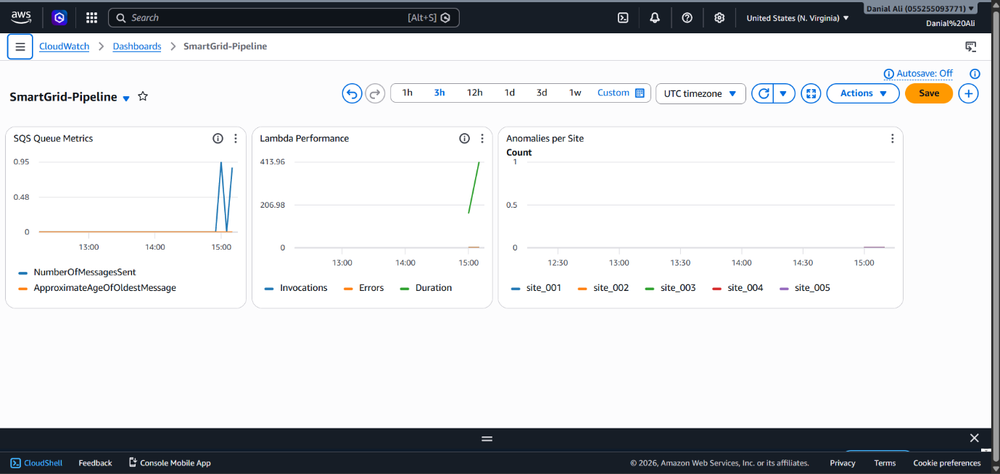 aws
Search [Alt+S]
United States (N. Virginia)
Danial Ali (055255093771)
Danial%20Ali
CloudWatch > Dashboards > SmartGrid-Pipeline
Autosave: Off
SmartGrid-Pipeline
1h 3h 12h 1d 3d 1w Custom
UTC timezone
Actions
Save
SQS Queue Metrics
0.95
0.48
0
13:00 14:00 15:00
NumberOfMessagesSent
ApproximateAgeOfOldestMessage
Lambda Performance
413.96
206.98
0
13:00 14:00 15:00
Invocations Errors Duration
Anomalies per Site
Count
1
0.5
0
12:30 13:00 13:30 14:00 14:30 15:00
site_001 site_002 site_003 site_004 site_005
CloudShell Feedback Console Mobile App
© 2026, Amazon Web Services, Inc. or its affiliates. Privacy Terms Cookie preferences